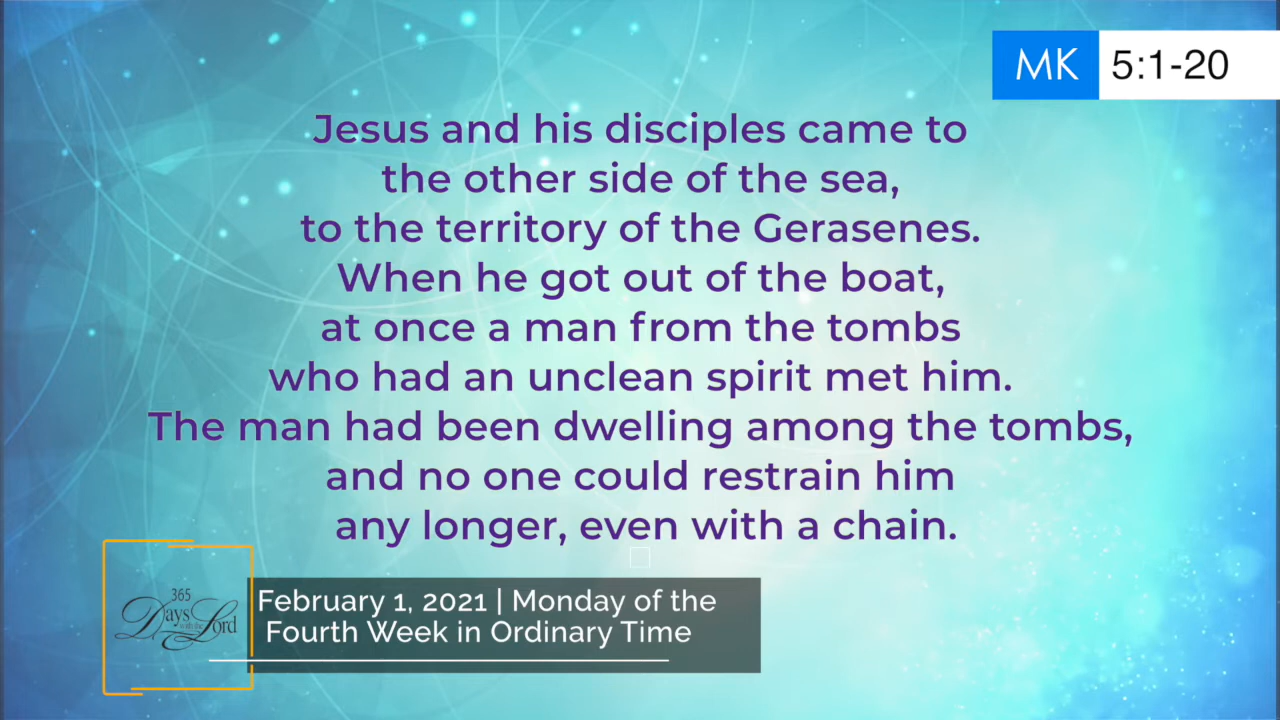 MK 5:1-20
Jesus and his disciples came to
the other side of the sea,
to the territory of the Gerasenes.
When he got out of the boat,
at once a man from the tombs
who had an unclean spirit met him.
The man had been dwelling among the tombs,
and no one could restrain him
any longer, even with a chain.
365
Days with the Lord
February 1, 2021 | Monday of the
Fourth Week in Ordinary Time